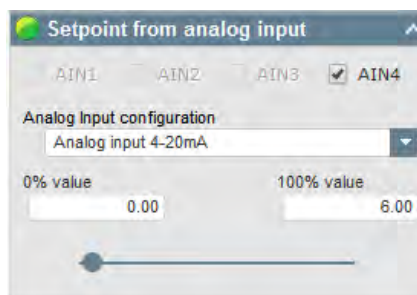 Setpoint from analog input
AIN1 AIN2 AIN3 AIN4
Analog Input configuration
Analog input 4-20mA
0% value 100% value
0.00 6.00